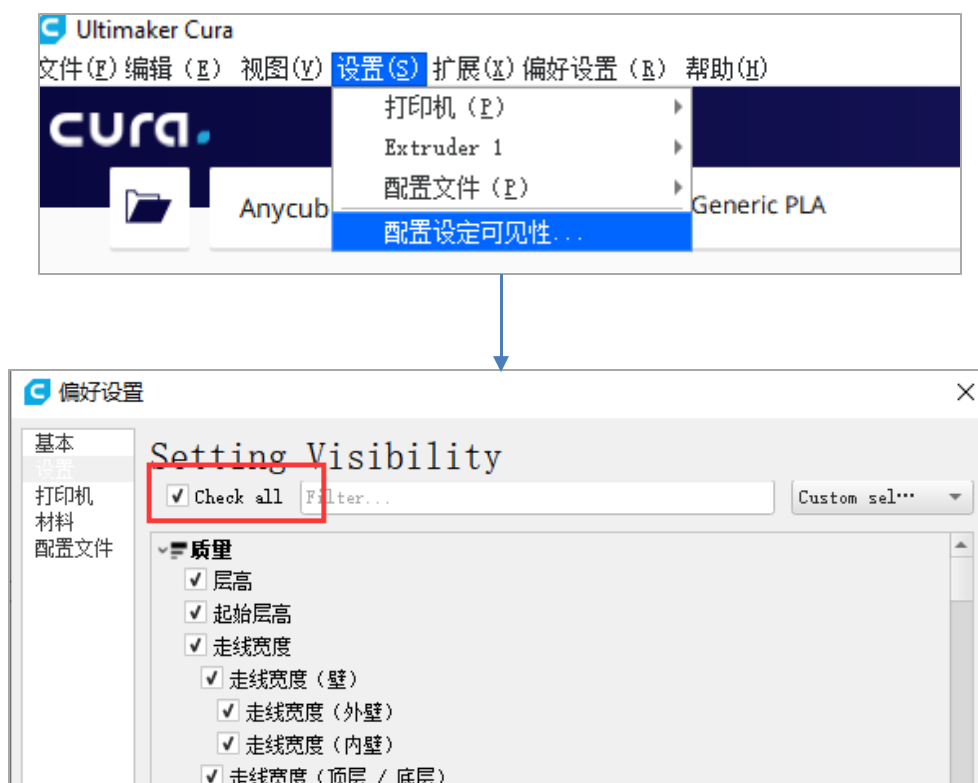 Ultimaker Cura
文件(F) 编辑 (E) 视图(V) 设置(S) 扩展(X) 偏好设置 (R) 帮助(H)
cura.
打印机 (P)
Extruder 1
配置文件 (P)
Anycub
Generic PLA
配置设定可见性...
偏好设置
基本
设置
打印机
材料
配置文件
Setting Visibility
Check all
Filter...
Custom sel…
质量
层高
起始层高
走线宽度
走线宽度（壁）
走线宽度（外壁）
走线宽度（内壁）
走线宽度（顶层 / 底层）